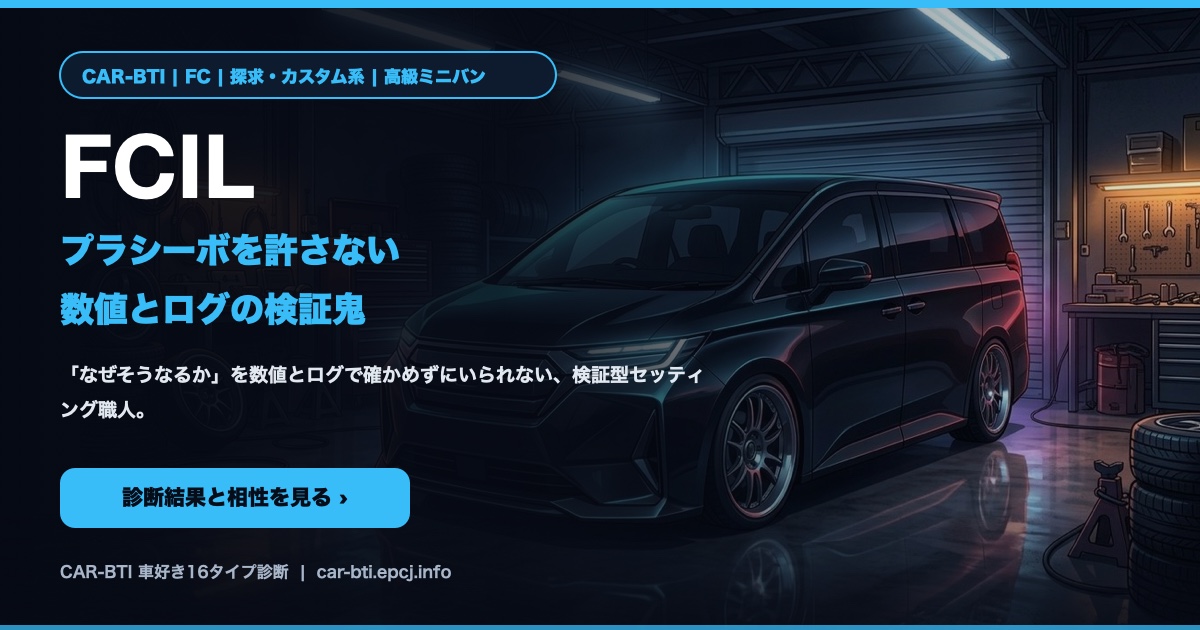 CAR-BTI | FC | 探求・カスタム系 | 高級ミニバン
FCIL
プラシーボを許さない
数値とログの検証鬼
「なぜそうなるか」を数値とログで確かめずにいられない、検証型セッティ
ング職人。
診断結果と相性を見る ›
CAR-BTI 車好き16タイプ診断 | car-bti.epcj.info